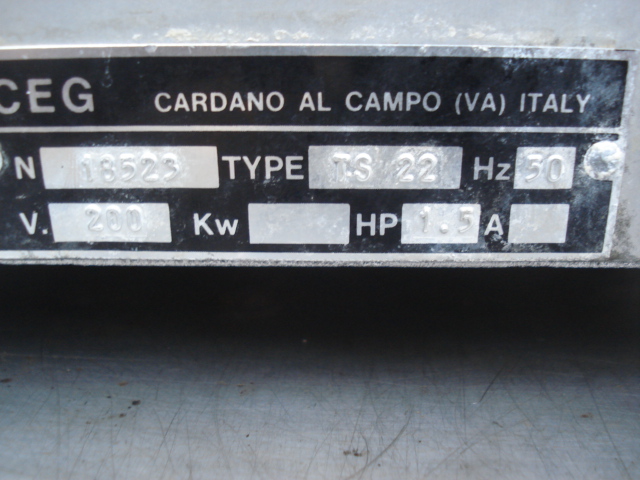 CEG CARDANO AL CAMPO (VA) ITALY
N 18523 TYPE TS 22 Hz 50
V. 200 Kw HP 1.5 A